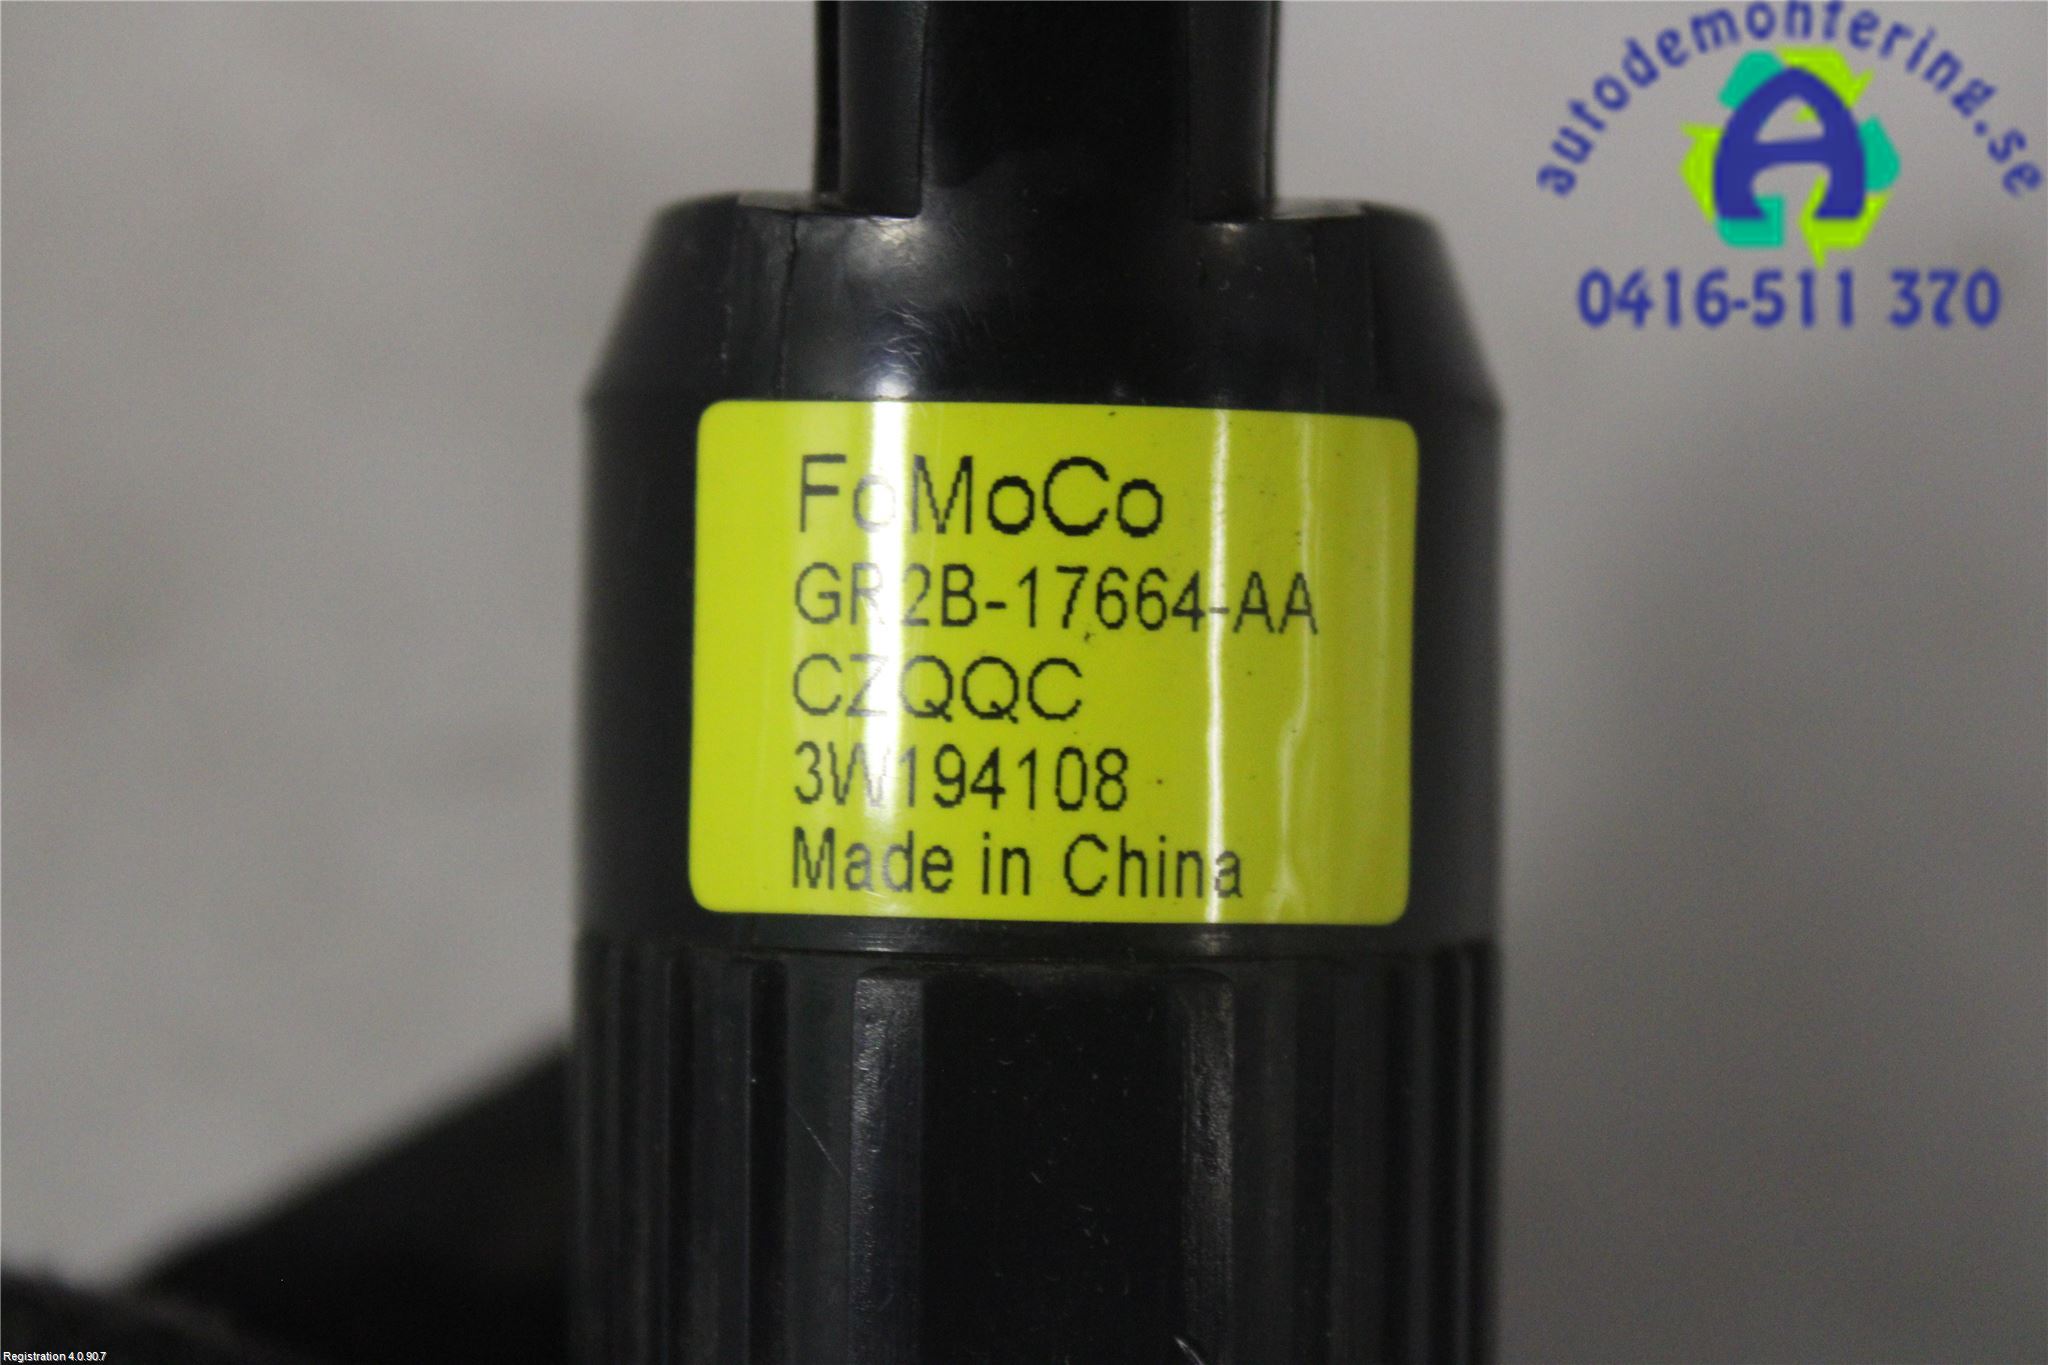 autodemontering.se
A
0416-511 370
FoMoCo
GR2B-17664-AA
CZQQC
3W194108
Made in China
Registration 4.0.90.7